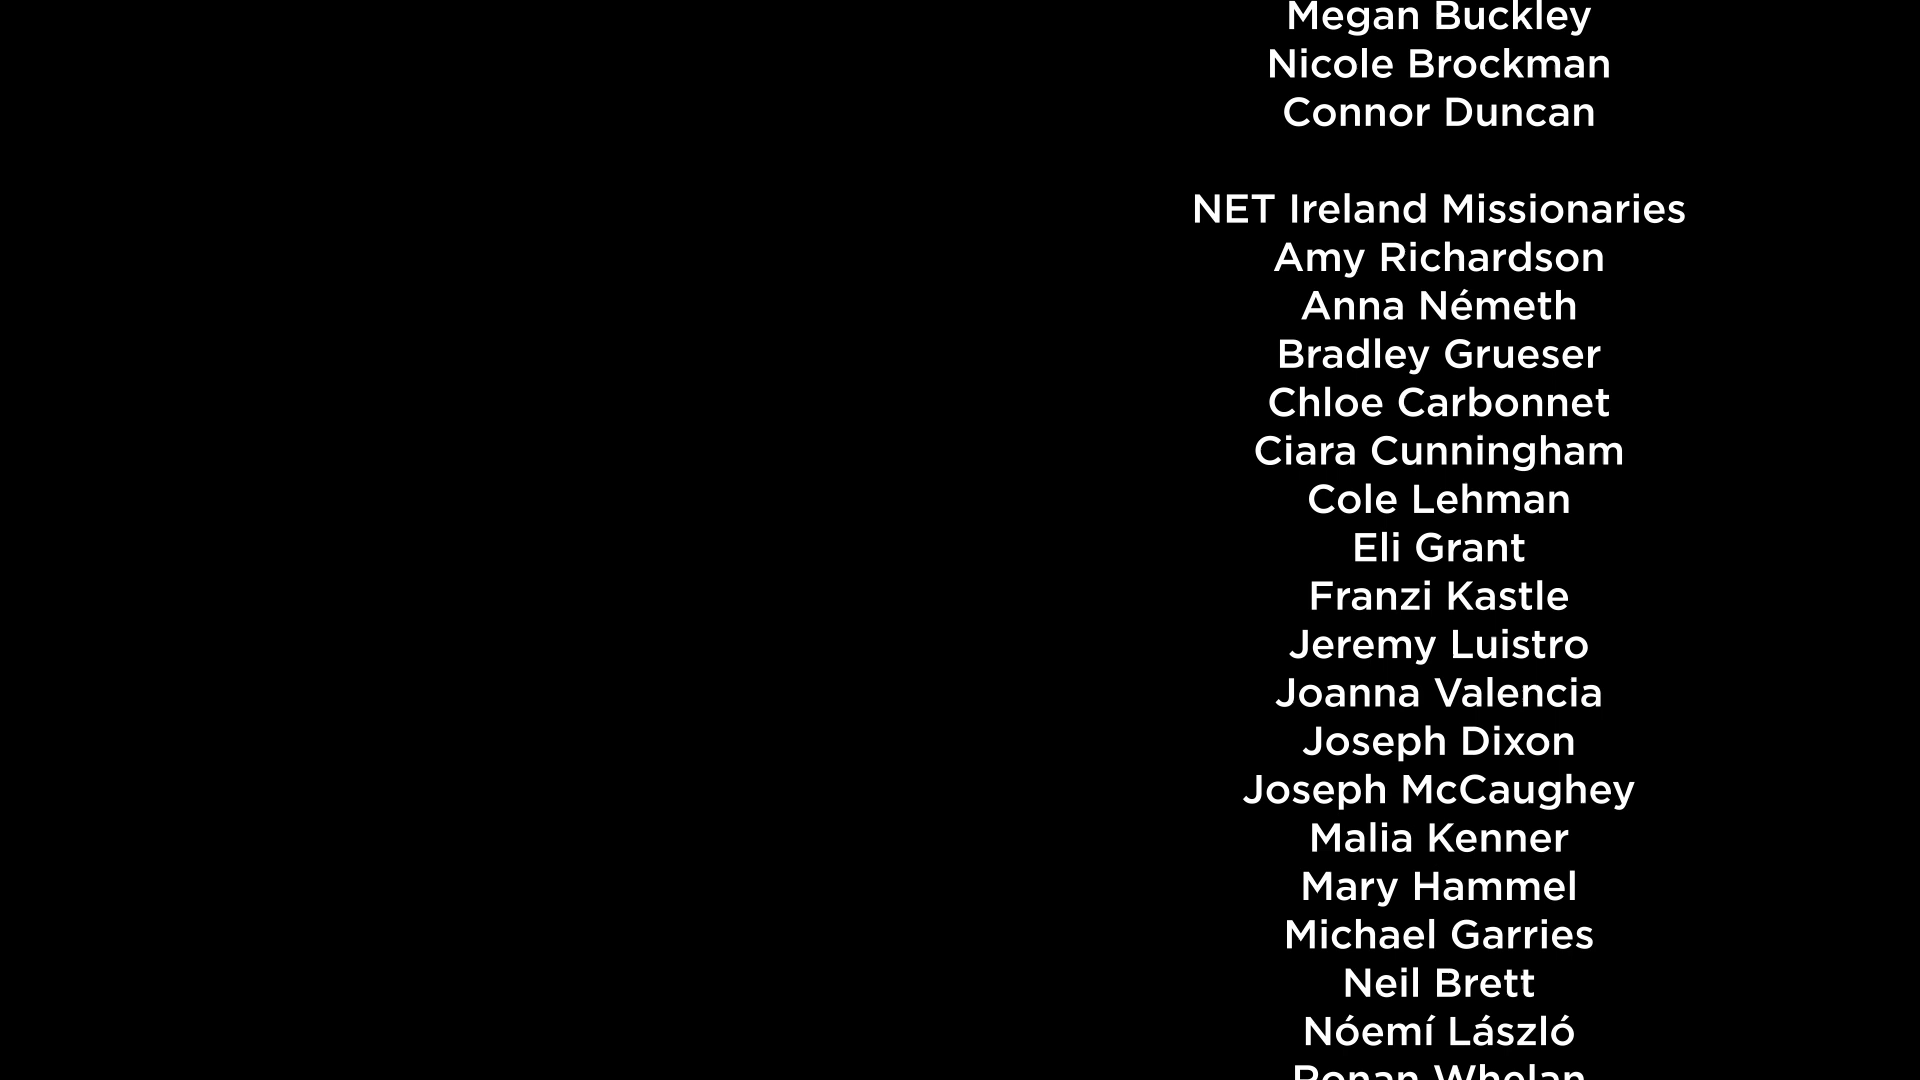 Megan Buckley
Nicole Brockman
Connor Duncan
NET Ireland Missionaries
Amy Richardson
Anna Németh
Bradley Grueser
Chloe Carbonnet
Ciara Cunningham
Cole Lehman
Eli Grant
Franzi Kastle
Jeremy Luistro
Joanna Valencia
Joseph Dixon
Joseph McCaughey
Malia Kenner
Mary Hammel
Michael Garries
Neil Brett
Nóemí László
Ronan Whelan